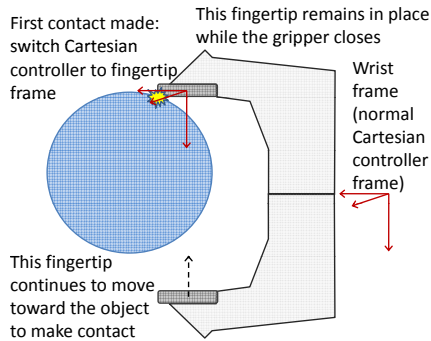 First contact made:
switch Cartesian
controller to fingertip
frame
This fingertip remains in place
while the gripper closes
Wrist
frame
(normal
Cartesian
controller
frame)
This fingertip
continues to move
toward the object
to make contact